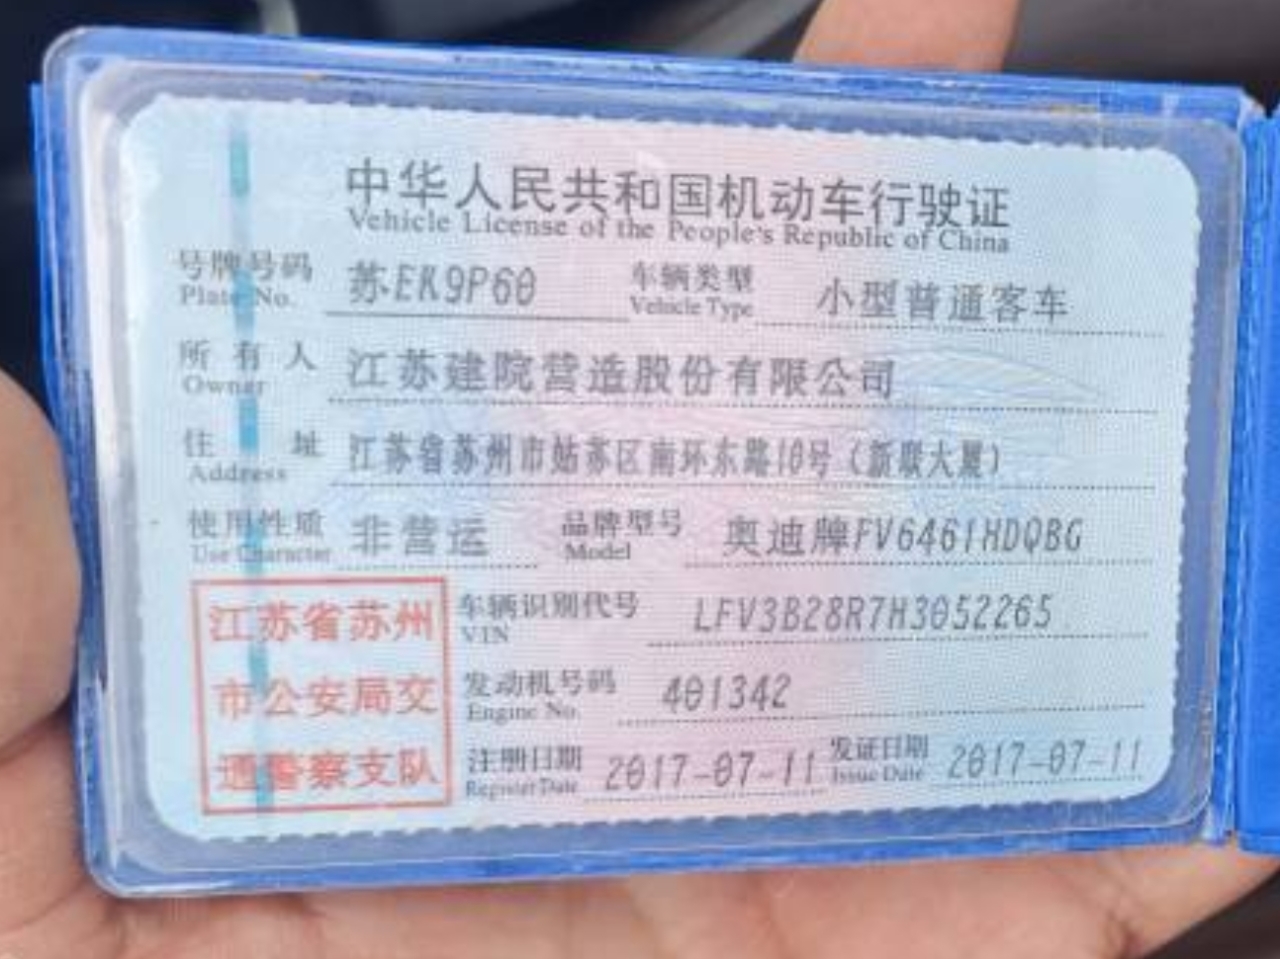 中华人民共和国机动车行驶证
Vehicle License of the People's Republic of China
号牌号码 苏EK9P60 车辆类型 小型普通客车
Plate No. Vehicle Type
所有人 江苏建院营造股份有限公司
Owner
住址 江苏省苏州市姑苏区南环东路10号（新联大厦）
Address
使用性质 非营运 品牌型号 奥迪牌FV6461HDQBG
Use Character Model
江苏省苏州
市公安局交
通警察支队
车辆识别代号 LFV3B28R7H3052265
VIN
发动机号码 401342
Engine No.
注册日期 2017-07-11 发证日期 2017-07-11
Register Date Issue Date